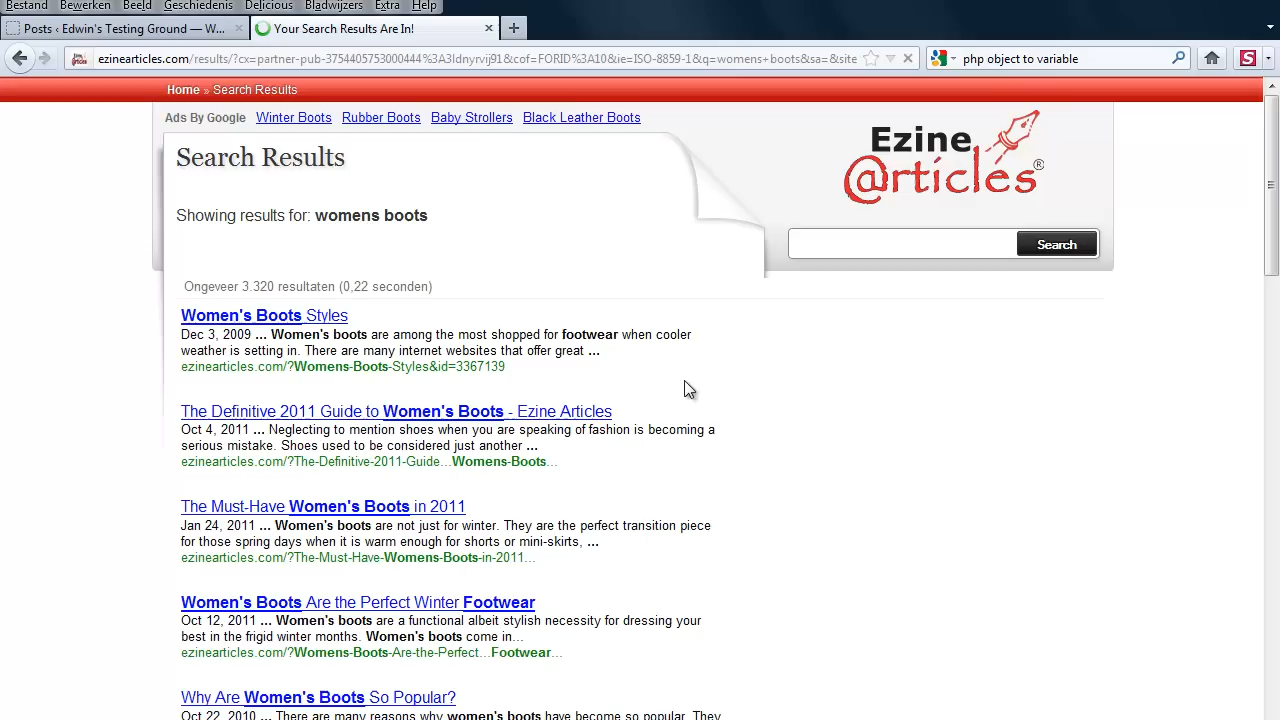 Bestand Bewerken Beeld Geschiedenis Delicious Bladwijzers Extra Help
Posts ‹ Edwin's Testing Ground — W... Your Search Results Are In!
ezinearticles.com/results/?cx=partner-pub-3754405753000444%3Aldnyrvij91&cof=FORID%3A10&ie=ISO-8859-1&q=womens+boots&sa=&site php object to variable
Home » Search Results
Ads By Google Winter Boots Rubber Boots Baby Strollers Black Leather Boots
Ezine
@rticles®
Search Results
Showing results for: womens boots
Search
Ongeveer 3.320 resultaten (0,22 seconden)
Women's Boots Styles
Dec 3, 2009 ... Women's boots are among the most shopped for footwear when cooler
weather is setting in. There are many internet websites that offer great ...
ezinearticles.com/?Womens-Boots-Styles&id=3367139
The Definitive 2011 Guide to Women's Boots - Ezine Articles
Oct 4, 2011 ... Neglecting to mention shoes when you are speaking of fashion is becoming a
serious mistake. Shoes used to be considered just another ...
ezinearticles.com/?The-Definitive-2011-Guide...Womens-Boots...
The Must-Have Women's Boots in 2011
Jan 24, 2011 ... Women's boots are not just for winter. They are the perfect transition piece
for those spring days when it is warm enough for shorts or mini-skirts, ...
ezinearticles.com/?The-Must-Have-Womens-Boots-in-2011...
Women's Boots Are the Perfect Winter Footwear
Oct 12, 2011 ... Women's boots are a functional albeit stylish necessity for dressing your
best in the frigid winter months. Women's boots come in...
ezinearticles.com/?Womens-Boots-Are-the-Perfect...Footwear...
Why Are Women's Boots So Popular?
Oct 22, 2010 ... There are many reasons why women's boots have become so popular. They